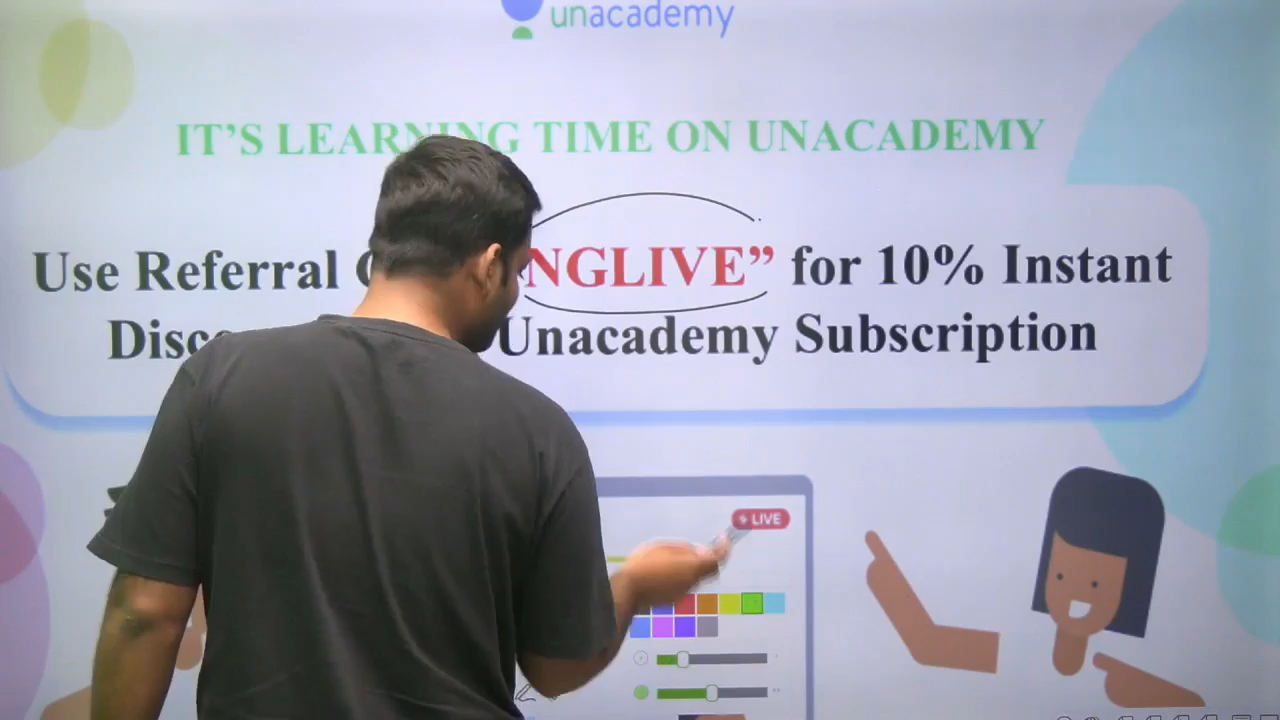 unacademy
IT'S LEARNING TIME ON UNACADEMY
Use Referral NGLIVE” for 10% Instant
Unacademy Subscription
LIVE